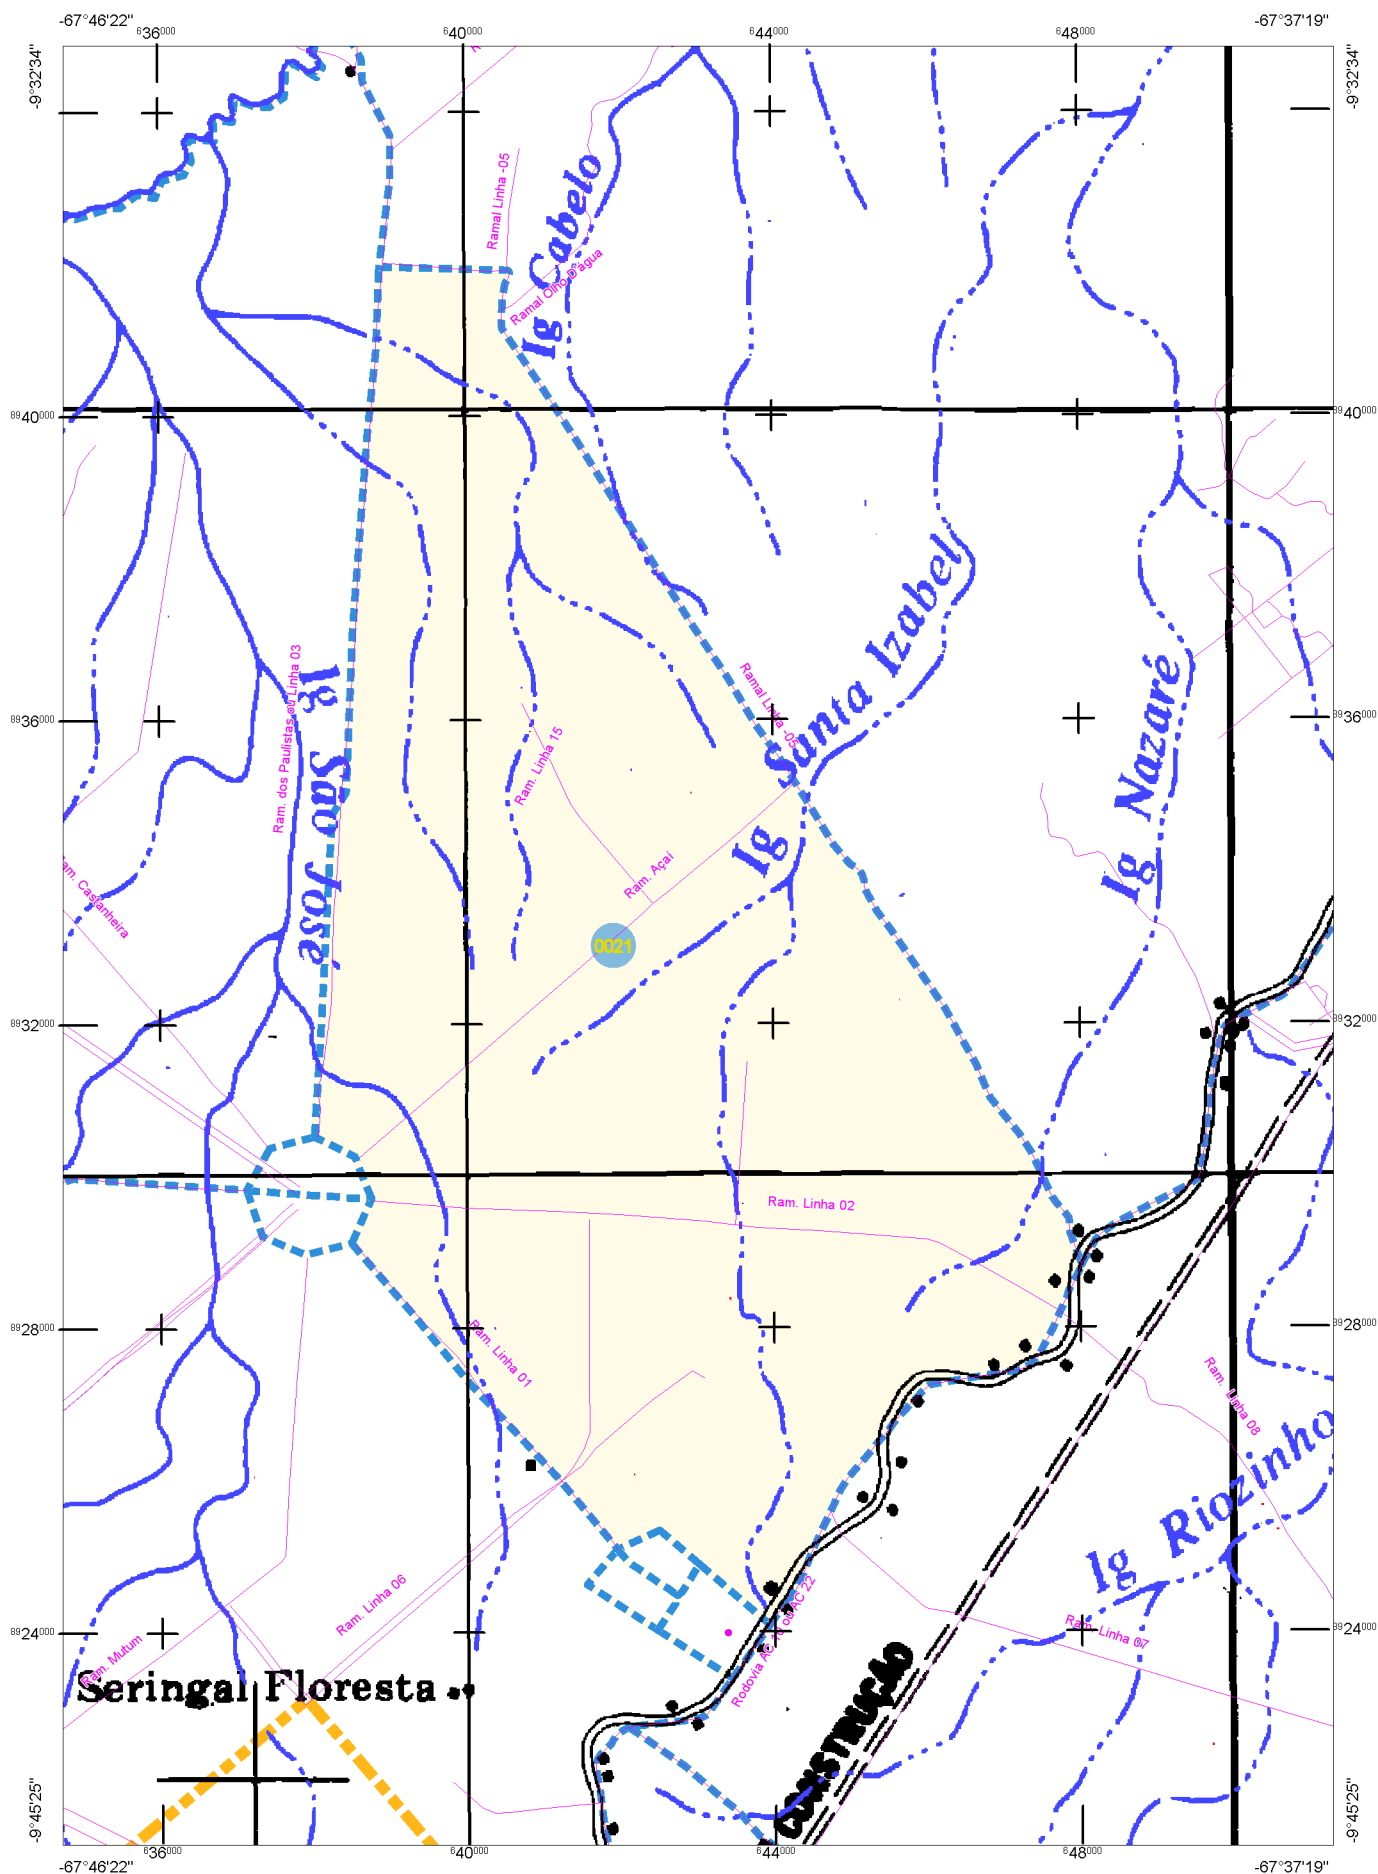 -67°46'22"
-67°37'19"
636000
640000
644000
648000
-9°32'34"
-9°32'34"
Ramal Linha -05
Ig Cabelo
Ramal Olho D'água
8940000
8940000
Ram. dos Paulistas ou Linha 03
Ig São José
Ramal Linha -05
Ig Santa Izabel
Ig Nazaré
8936000
8936000
Ram. Linha 15
Ram. Açaí
Ram. Castanheira
0021
8932000
8932000
Ram. Linha 02
8928000
8928000
Ram. Linha 01
Ram. Linha 08
Ig Riozinho
Ram. Linha 06
Ram. Linha 07
8924000
8924000
Ram. Mutum
Rodovia AC 10 ou AC 22
Seringal Floresta
CONSTRUÇÃO
-9°45'25"
-9°45'25"
636000
640000
644000
648000
-67°46'22"
-67°37'19"